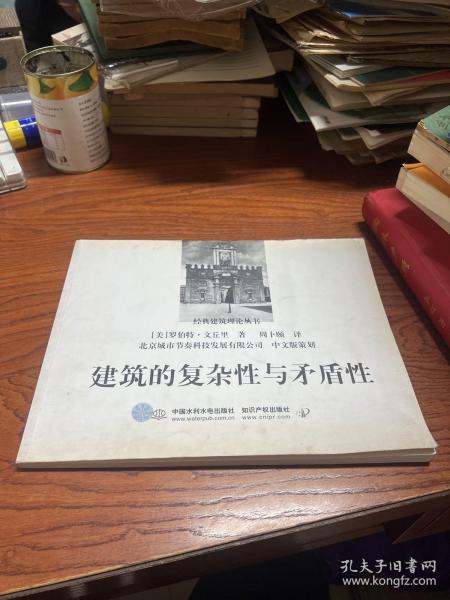 经典建筑理论丛书
[美]罗伯特·文丘里 著 周卜颐 译
北京城市节奏科技发展有限公司 中文版策划
建筑的复杂性与矛盾性
中国水利水电出版社 知识产权出版社
www.waterpub.com.cn www.cnipr.com
孔夫子旧书网
www.kongfz.com